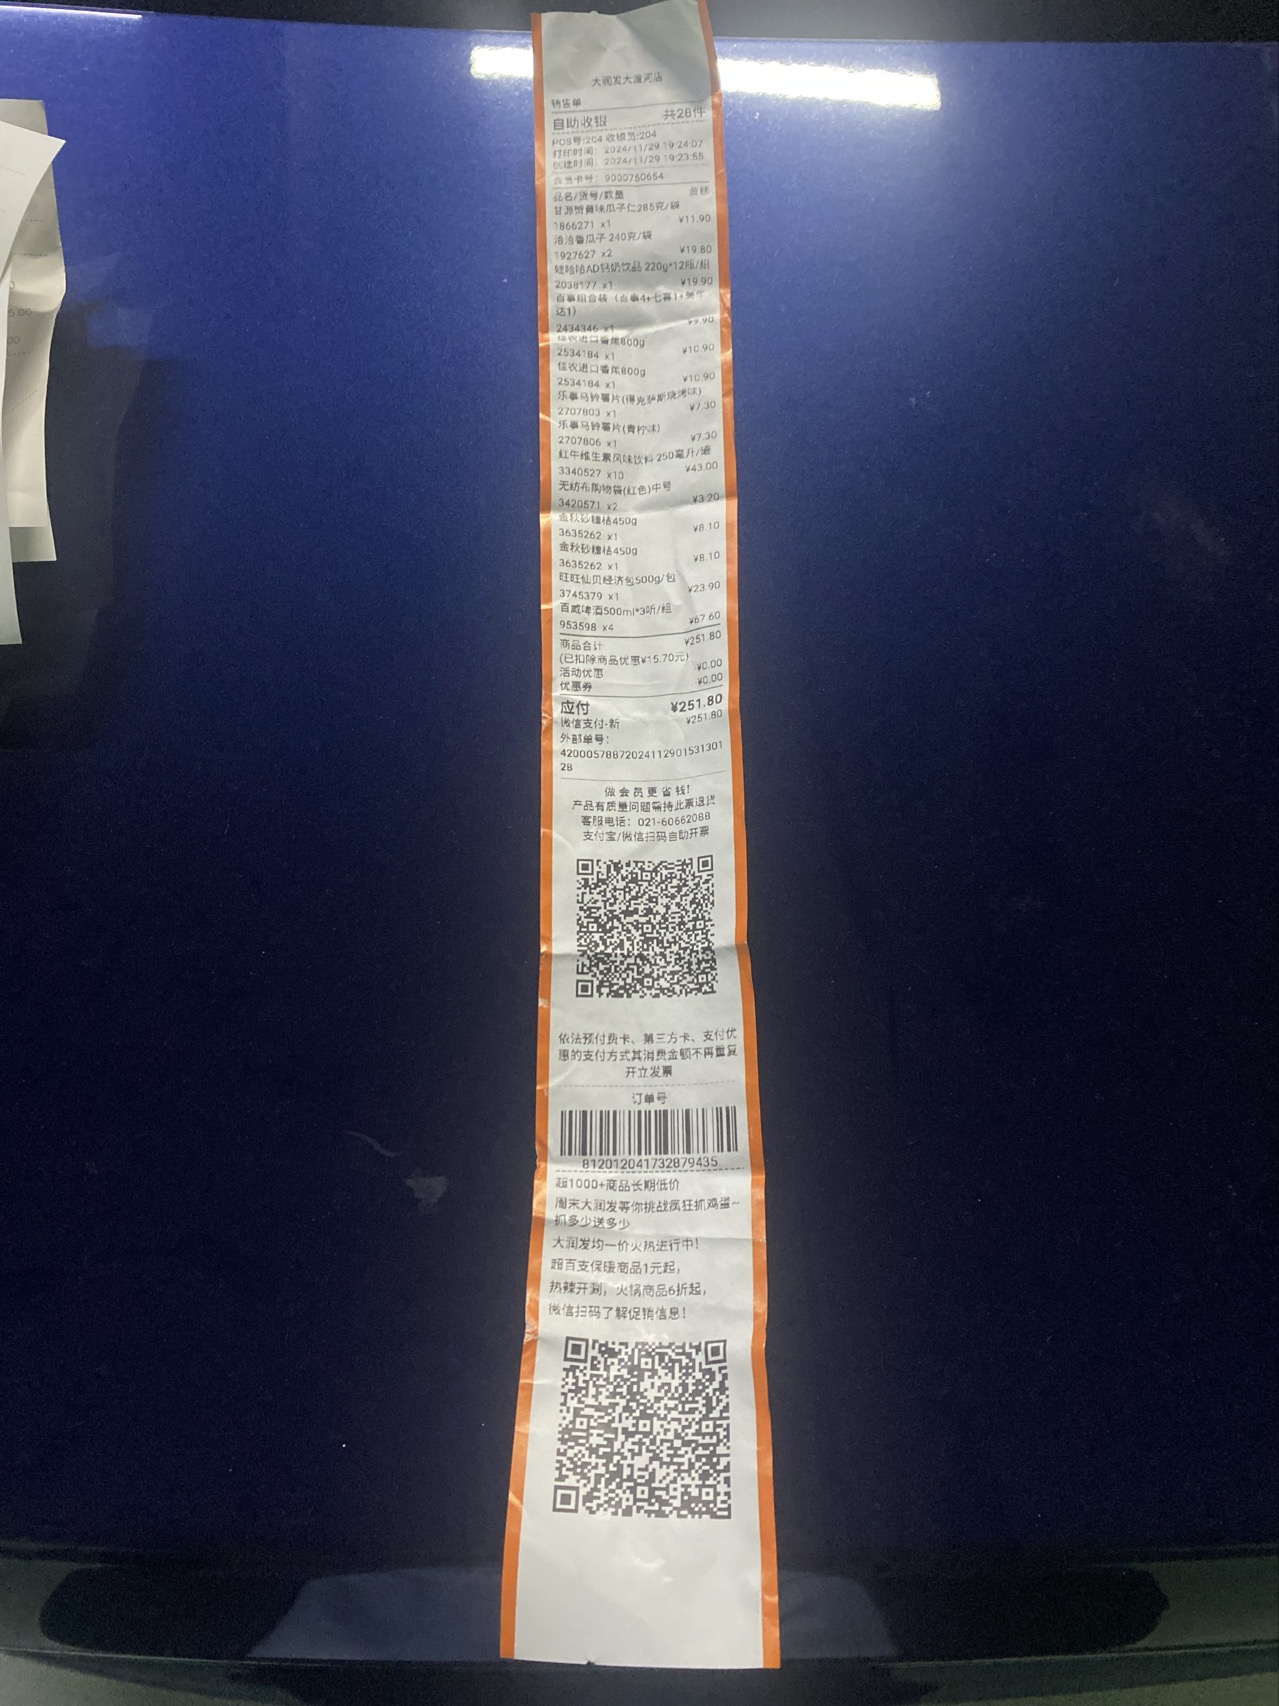 大润发大渡河店
销售单
自助收银 共28件
POS号:204 收银员:204
打印时间: 2024/11/29 19:24:07
创建时间: 2024/11/29 19:23:55
会员卡号: 9000750654
品名/货号/数量 金额
甘源蟹黄味瓜子仁285克/袋
1866271 x1 ¥11.90
洽洽香瓜子 240克/袋
1927627 x2 ¥19.80
娃哈哈AD钙奶饮品 220g*12瓶/组
2038177 x1 ¥19.90
百事组合装(百事4+七喜1+美年
达1)
2434346 x1 ¥9.90
佳农进口香蕉800g
2534184 x1 ¥10.90
佳农进口香蕉800g
2534184 x1 ¥10.90
乐事马铃薯片(得克萨斯烧烤味)
2707803 x1 ¥7.30
乐事马铃薯片(青柠味)
2707806 x1 ¥7.30
红牛维生素风味饮料 250毫升/罐
3340527 x10 ¥43.00
无纺布购物袋(红色)中号
3420571 x2 ¥3.20
金秋砂糖桔450g
3635262 x1 ¥8.10
金秋砂糖桔450g
3635262 x1 ¥8.10
旺旺仙贝经济包500g/包
3745379 x1 ¥23.90
百威啤酒500ml*3听/组
953598 x4 ¥67.60
商品合计 ¥251.80
(已扣除商品优惠¥15.70元)
活动优惠 ¥0.00
优惠券 ¥0.00
应付 ¥251.80
微信支付-新 ¥251.80
外部单号:
42000578872024112901531301
28
做会员更省钱!
产品有质量问题需持此票退货
客服电话: 021-60662088
支付宝/微信扫码自助开票
依法预付费卡、第三方卡、支付优
惠的支付方式其消费金额不再重复
开立发票
订单号
812012041732879435
超1000+商品长期低价
周末大润发等你挑战疯狂抓鸡蛋~
抓多少送多少
大润发均一价火热进行中!
超百支保暖商品1元起,
热辣开涮, 火锅商品6折起,
微信扫码了解促销信息!